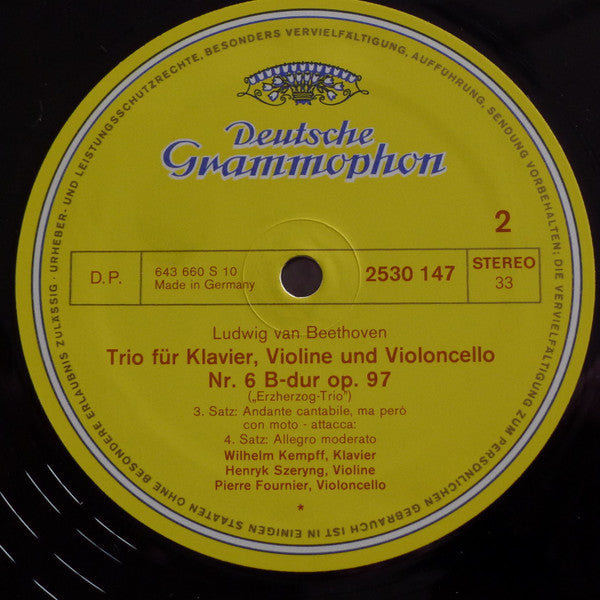 URHEBER- UND LEISTUNGSSCHUTZRECHTE, BESONDERS VERVIELFÄLTIGUNG, AUFFÜHRUNG, SENDUNG VORBEHALTEN; DIE VERVIELFÄLTIGUNG ZUM PERSÖNLICHEN GEBRAUCH IST IN EINIGEN STAATEN OHNE BESONDERE ERLAUBNIS ZULÄSSIG ·
Deutsche
Grammophon
2
D.P.
643 660 S 10
Made in Germany
2530 147
STEREO
33
Ludwig van Beethoven
Trio für Klavier, Violine und Violoncello
Nr. 6 B-dur op. 97
(„Erzherzog-Trio")
3. Satz: Andante cantabile, ma però
con moto - attacca:
4. Satz: Allegro moderato
Wilhelm Kempff, Klavier
Henryk Szeryng, Violine
Pierre Fournier, Violoncello
*